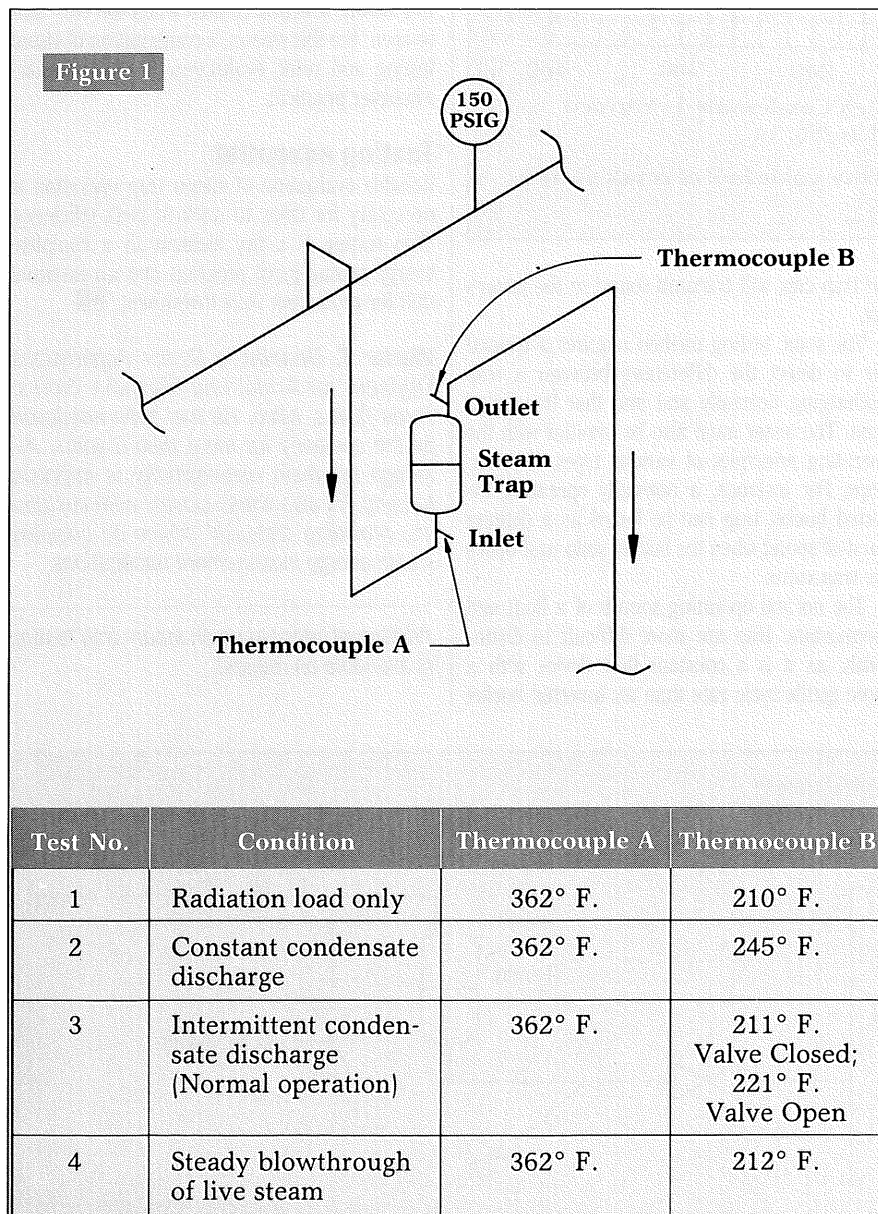 Figure 1
150
PSIG
Thermocouple B
Outlet
Steam
Trap
Inlet
Thermocouple A
Test No. Condition Thermocouple A Thermocouple B
1 Radiation load only 362° F. 210° F.
2 Constant condensate 362° F. 245° F.
discharge
3 Intermittent conden- 362° F. 211° F.
sate discharge Valve Closed;
(Normal operation) 221° F.
Valve Open
4 Steady blowthrough 362° F. 212° F.
of live steam